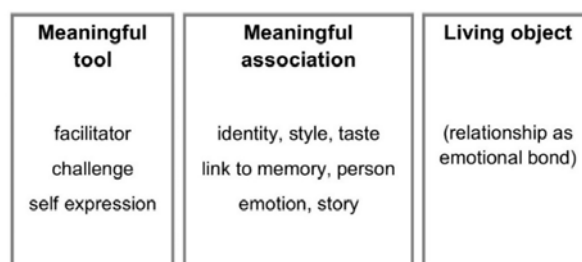 Meaningful
tool
facilitator
challenge
self expression
Meaningful
association
identity, style, taste
link to memory, person
emotion, story
Living object
(relationship as
emotional bond)